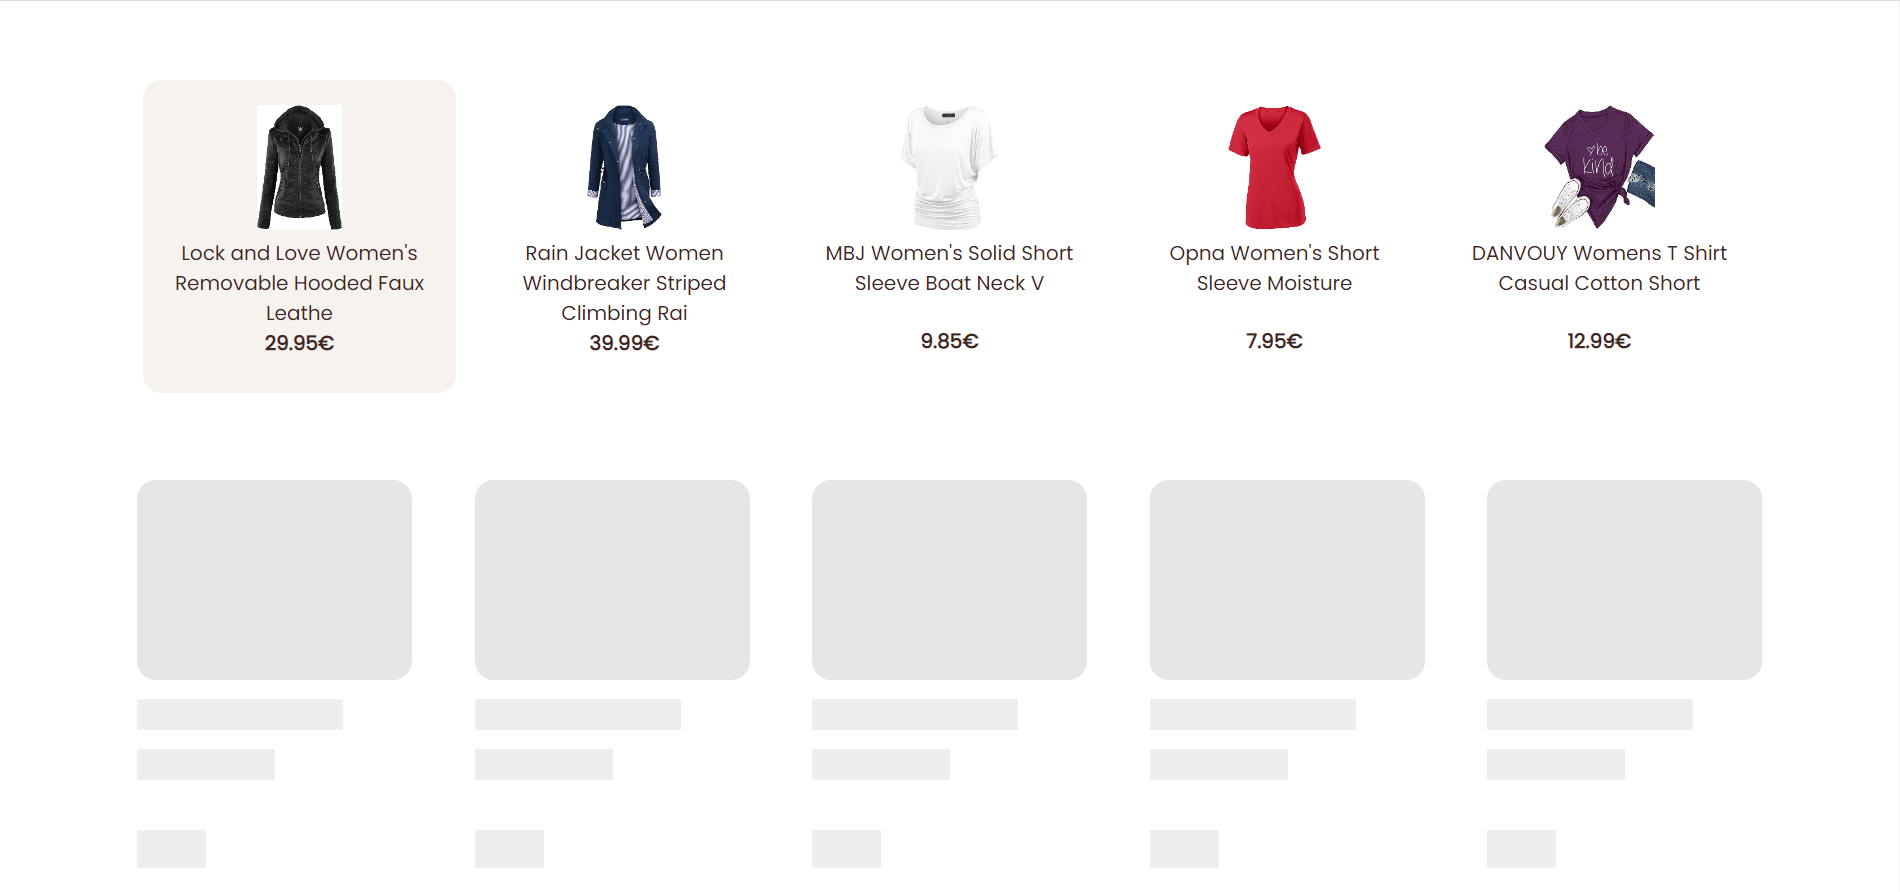 Lock and Love Women's
Removable Hooded Faux
Leathe
29.95€
Rain Jacket Women
Windbreaker Striped
Climbing Rai
39.99€
MBJ Women's Solid Short
Sleeve Boat Neck V
9.85€
Opna Women's Short
Sleeve Moisture
7.95€
be
kind
DANVOUY Womens T Shirt
Casual Cotton Short
12.99€